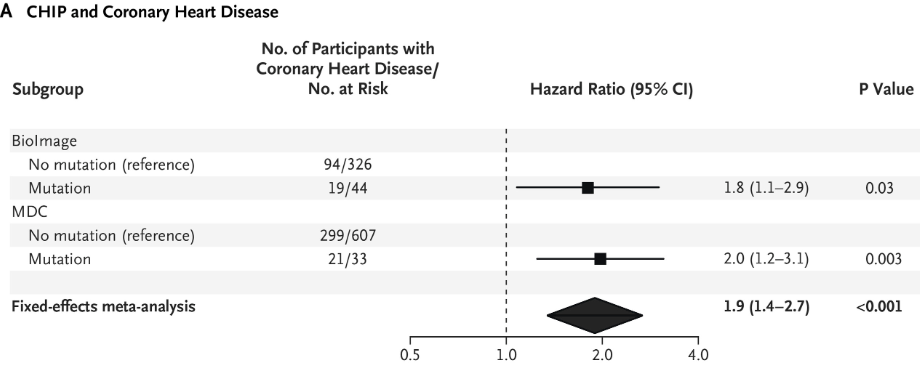 A CHIP and Coronary Heart Disease
Subgroup
No. of Participants with
Coronary Heart Disease/
No. at Risk
Hazard Ratio (95% CI)
P Value
BioImage
No mutation (reference) 94/326
Mutation 19/44 1.8 (1.1–2.9) 0.03
MDC
No mutation (reference) 299/607
Mutation 21/33 2.0 (1.2–3.1) 0.003
Fixed-effects meta-analysis 1.9 (1.4–2.7) <0.001
0.5 1.0 2.0 4.0